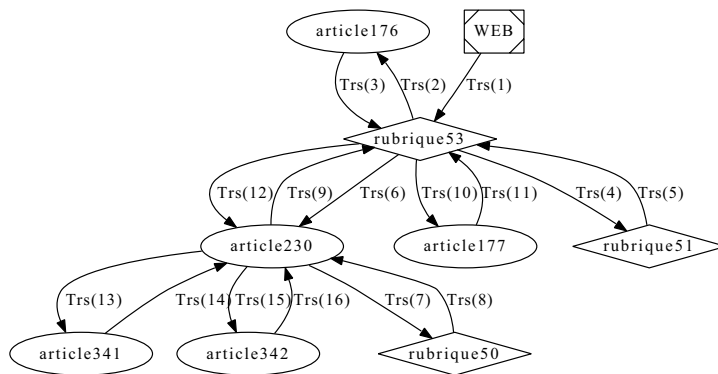 article176
WEB
Trs(3)
Trs(2)
Trs(1)
rubrique53
Trs(12)
Trs(9)
Trs(6)
Trs(10)
Trs(11)
Trs(4)
Trs(5)
article230
article177
rubrique51
Trs(13)
Trs(14)
Trs(15)
Trs(16)
Trs(7)
Trs(8)
article341
article342
rubrique50